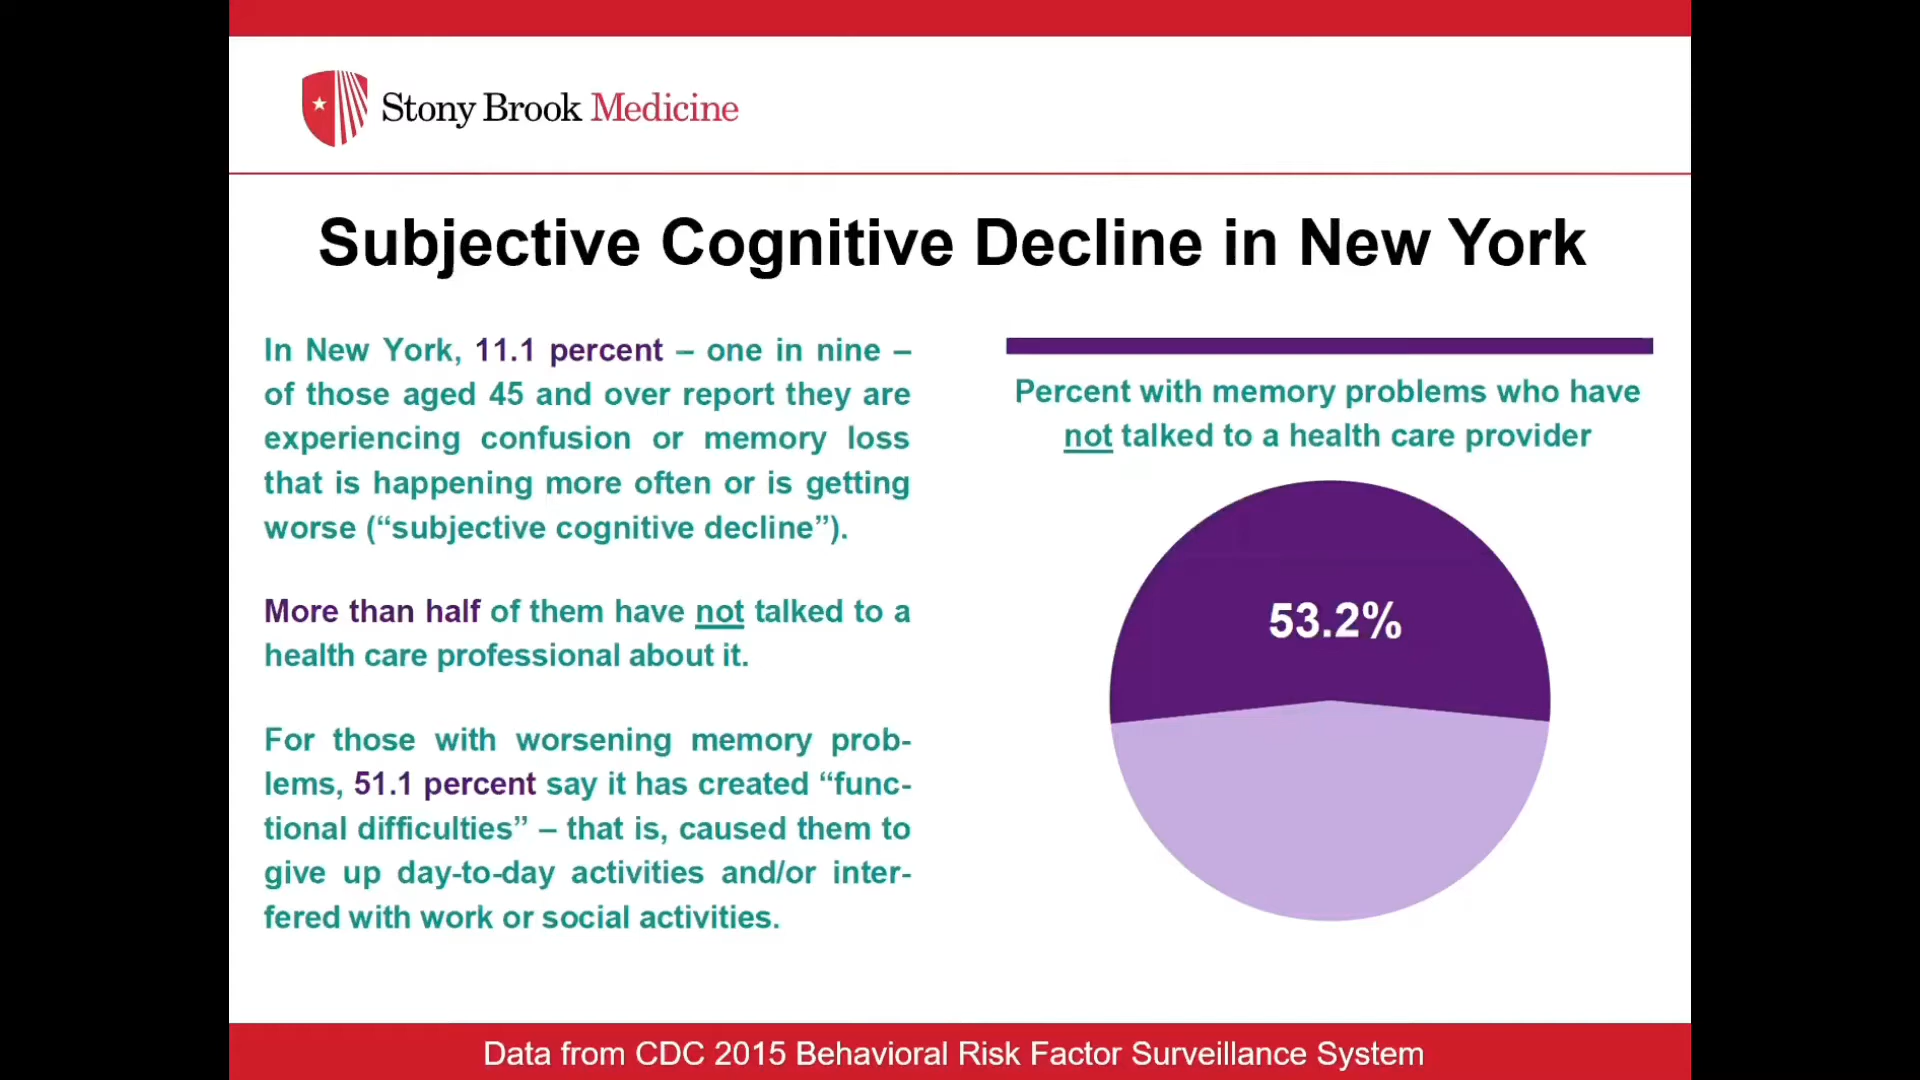 Stony Brook Medicine
Subjective Cognitive Decline in New York
In New York, 11.1 percent – one in nine –
of those aged 45 and over report they are
experiencing confusion or memory loss
that is happening more often or is getting
worse (“subjective cognitive decline”).
More than half of them have not talked to a
health care professional about it.
For those with worsening memory prob-
lems, 51.1 percent say it has created “func-
tional difficulties” – that is, caused them to
give up day-to-day activities and/or inter-
fered with work or social activities.
Percent with memory problems who have
not talked to a health care provider
53.2%
Data from CDC 2015 Behavioral Risk Factor Surveillance System